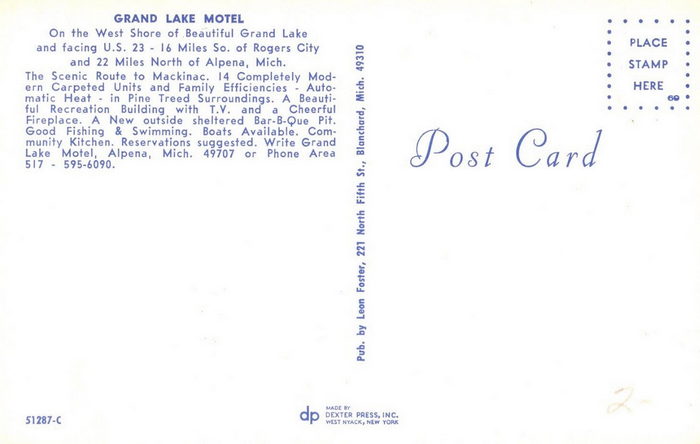 GRAND LAKE MOTEL
On the West Shore of Beautiful Grand Lake
and facing U.S. 23 - 16 Miles So. of Rogers City
and 22 Miles North of Alpena, Mich.
The Scenic Route to Mackinac. 14 Completely Mod-
ern Carpeted Units and Family Efficiencies - Auto-
matic Heat - in Pine Treed Surroundings. A Beauti-
ful Recreation Building with T.V. and a Cheerful
Fireplace. A New outside sheltered Bar-B-Que Pit.
Good Fishing & Swimming. Boats Available. Com-
munity Kitchen. Reservations suggested. Write Grand
Lake Motel, Alpena, Mich. 49707 or Phone Area
517 - 595-6090.
51287-C
Pub. by Leon Foster, 221 North Fifth St., Blanchard, Mich. 49310
dp
MADE BY
DEXTER PRESS, INC.
WEST NYACK, NEW YORK
PLACE
STAMP
HERE
69
Post Card
2-